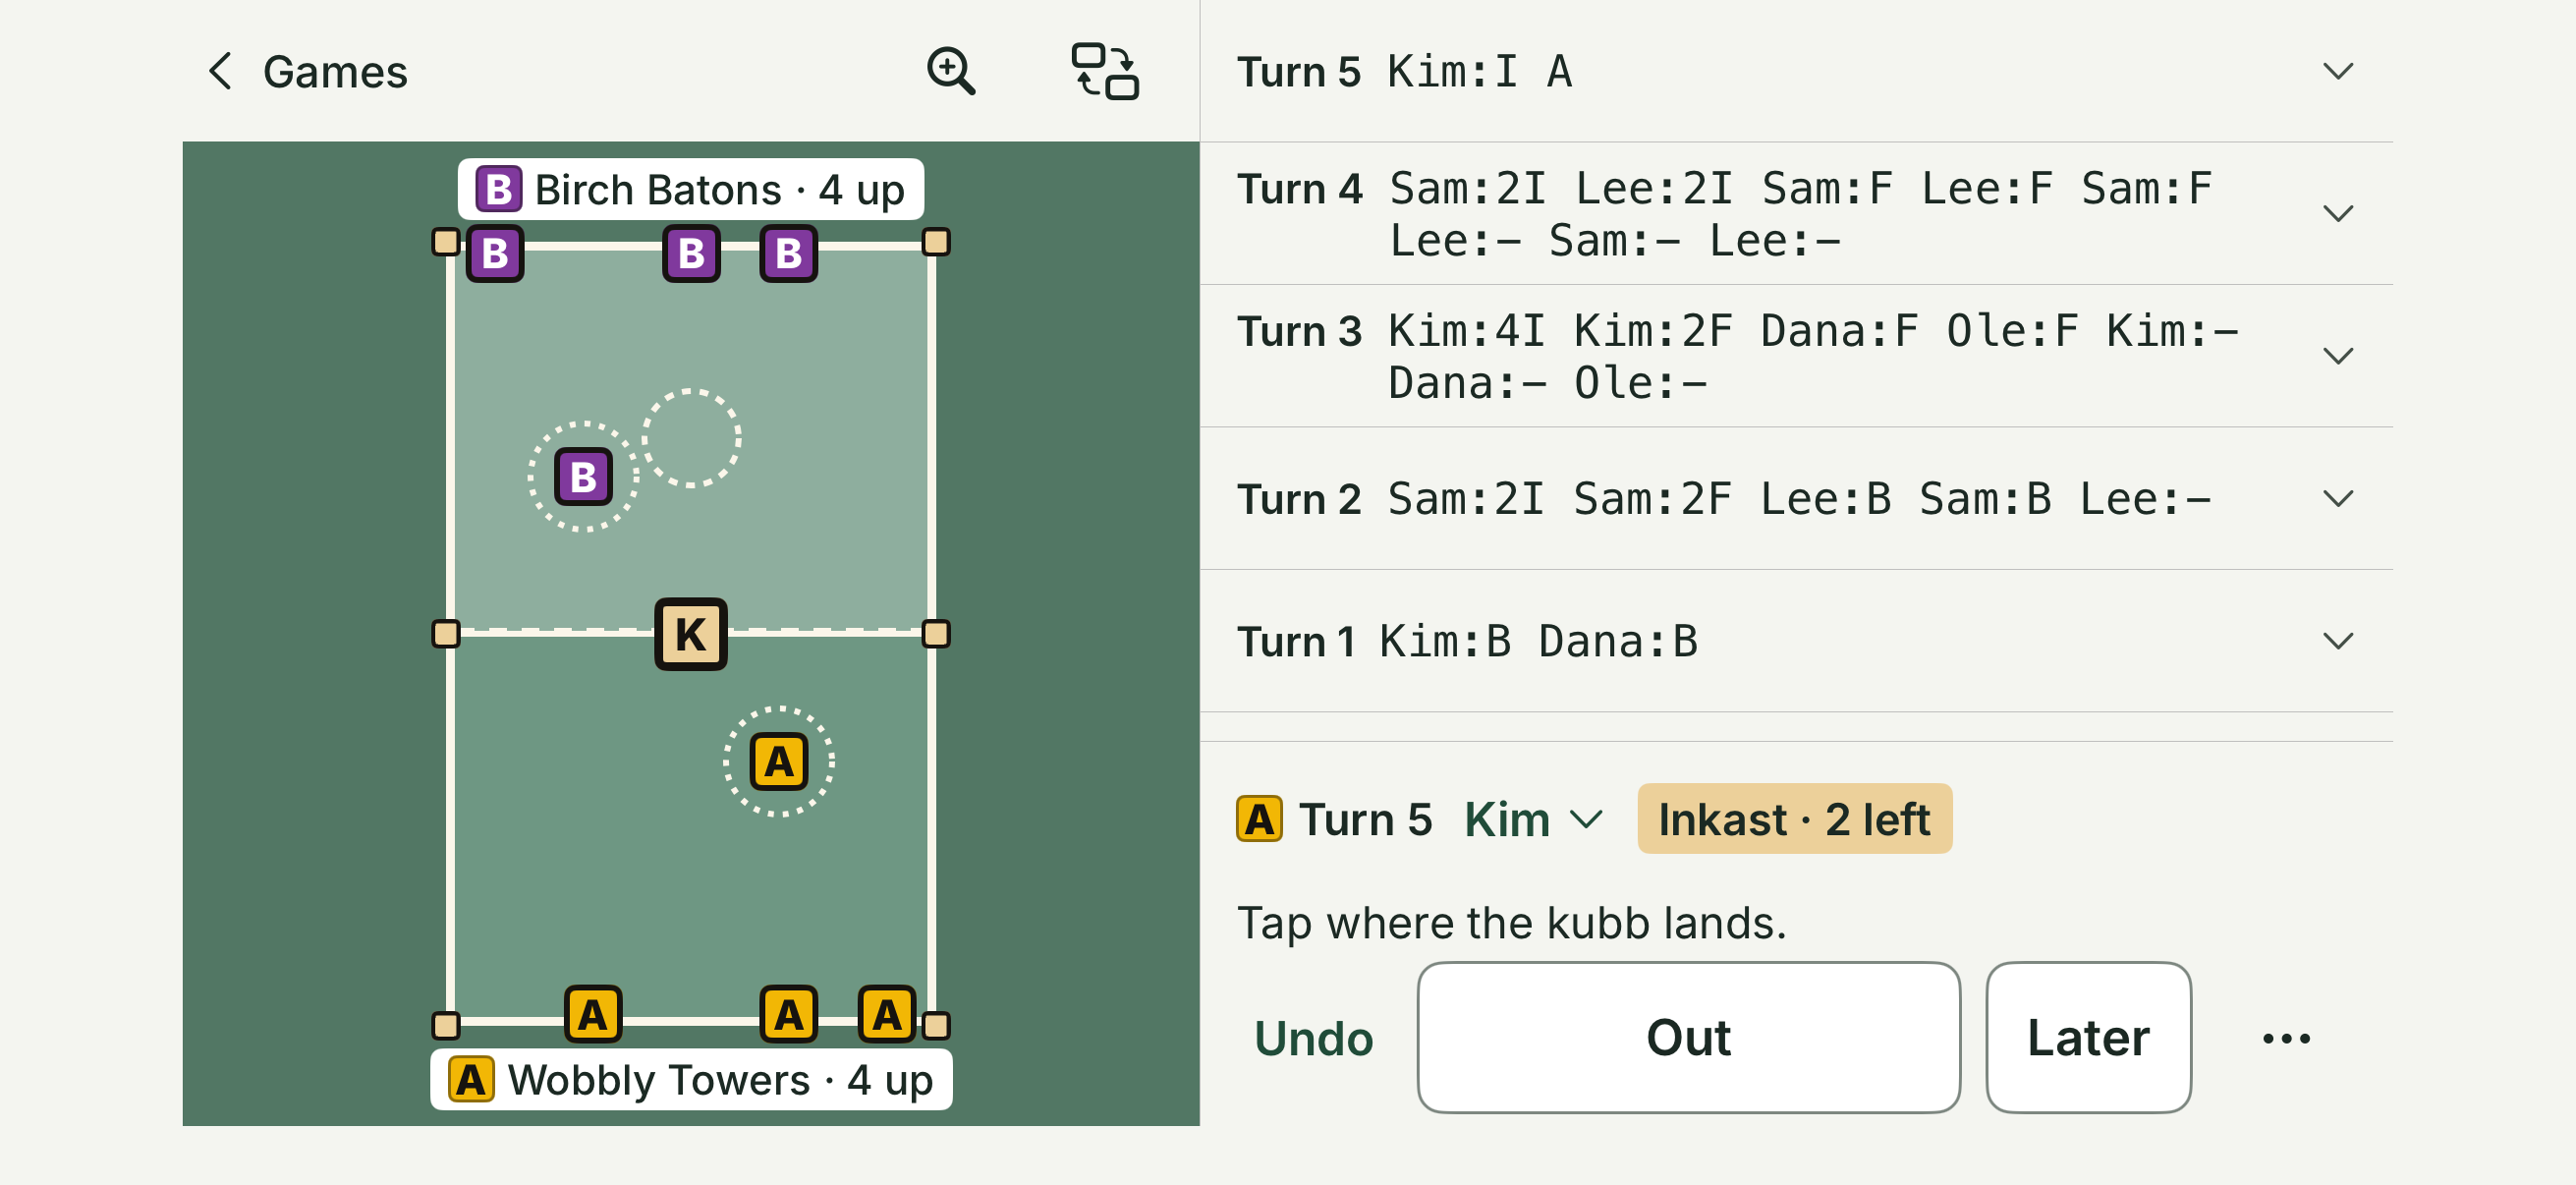 Games
B Birch Batons · 4 up
B B B
B
K
A
A A A
A Wobbly Towers · 4 up
Turn 5 Kim:I A
Turn 4 Sam:2I Lee:2I Sam:F Lee:F Sam:F
Lee:– Sam:– Lee:–
Turn 3 Kim:4I Kim:2F Dana:F Ole:F Kim:–
Dana:– Ole:–
Turn 2 Sam:2I Sam:2F Lee:B Sam:B Lee:–
Turn 1 Kim:B Dana:B
A Turn 5 Kim Inkast · 2 left
Tap where the kubb lands.
Undo Out Later